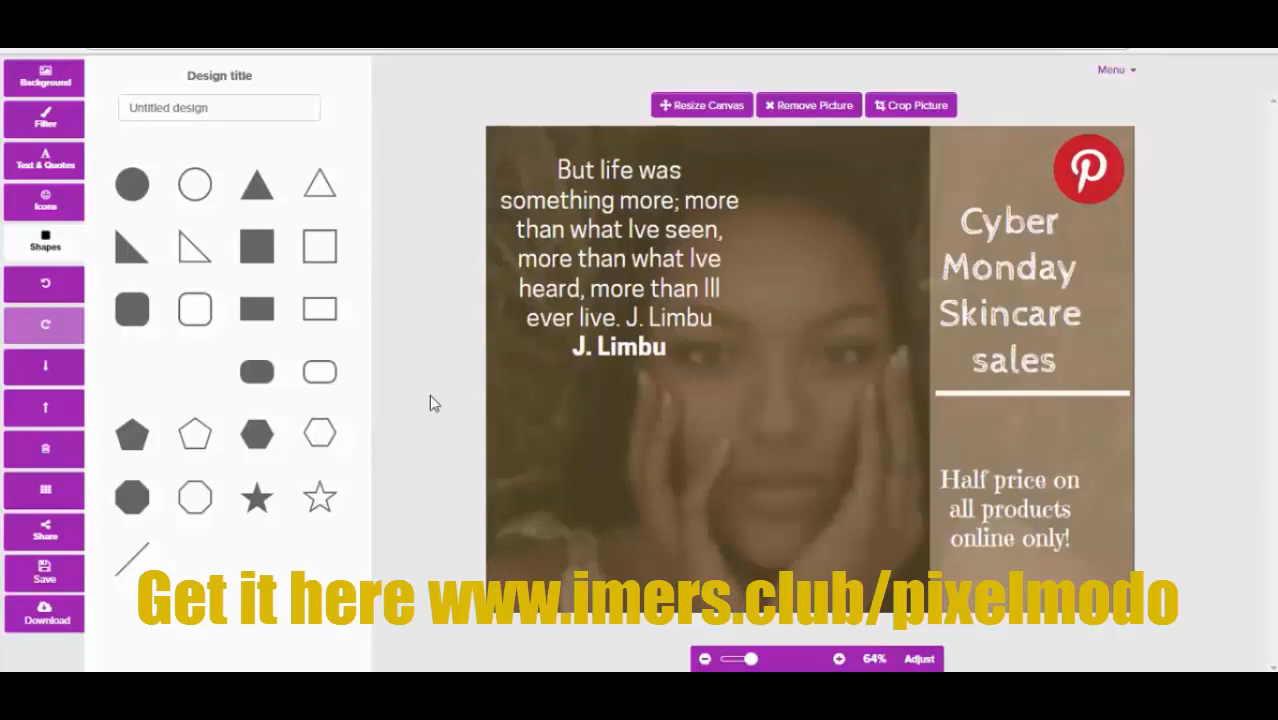 Background
Filter
Text & Quotes
Icons
Shapes
Share
Save
Download
Design title
Untitled design
Menu
Resize Canvas
Remove Picture
Crop Picture
But life was
something more; more
than what Ive seen,
more than what Ive
heard, more than Ill
ever live. J. Limbu
J. Limbu
Cyber
Monday
Skincare
sales
Half price on
all products
online only!
Get it here www.imers.club/pixelmodo
64%
Adjust